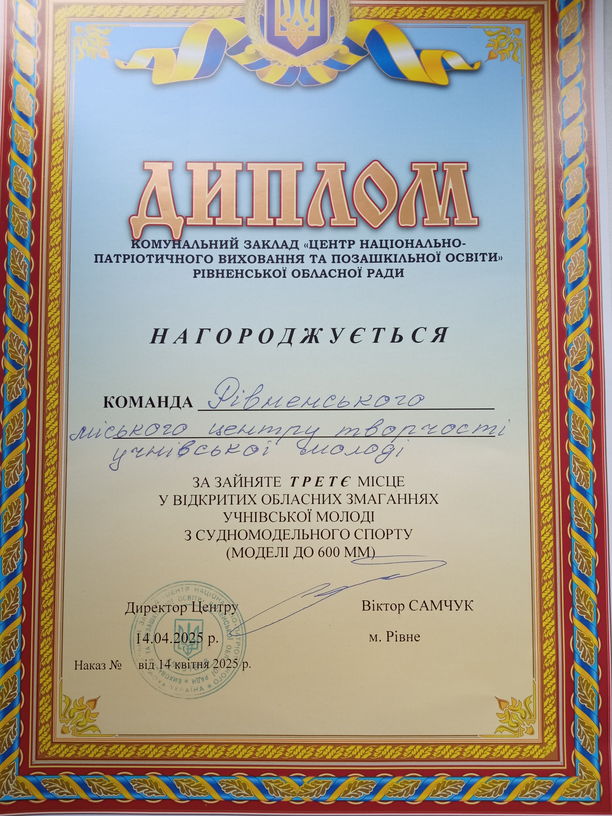 ДИПЛОМ
КОМУНАЛЬНИЙ ЗАКЛАД «ЦЕНТР НАЦІОНАЛЬНО-
ПАТРІОТИЧНОГО ВИХОВАННЯ ТА ПОЗАШКІЛЬНОЇ ОСВІТИ»
РІВНЕНСЬКОЇ ОБЛАСНОЇ РАДИ
НАГОРОДЖУЄТЬСЯ
КОМАНДА Рівненського
міського центру творчості
учнівської молоді
ЗА ЗАЙНЯТЕ ТРЕТЄ МІСЦЕ
У ВІДКРИТИХ ОБЛАСНИХ ЗМАГАННЯХ
УЧНІВСЬКОЇ МОЛОДІ
З СУДНОМОДЕЛЬНОГО СПОРТУ
(МОДЕЛІ ДО 600 ММ)
Директор Центру Віктор САМЧУК
14.04.2025 р. м. Рівне
Наказ № від 14 квітня 2025 р.